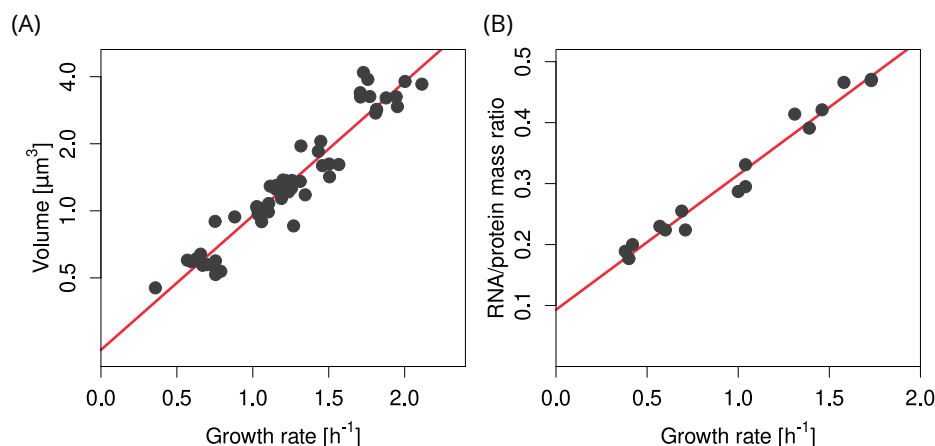 (A)
Volume [µm³]
4.0
2.0
1.0
0.5
0.0 0.5 1.0 1.5 2.0
Growth rate [h⁻¹]
(B)
RNA/protein mass ratio
0.5
0.4
0.3
0.2
0.1
0.0 0.5 1.0 1.5 2.0
Growth rate [h⁻¹]